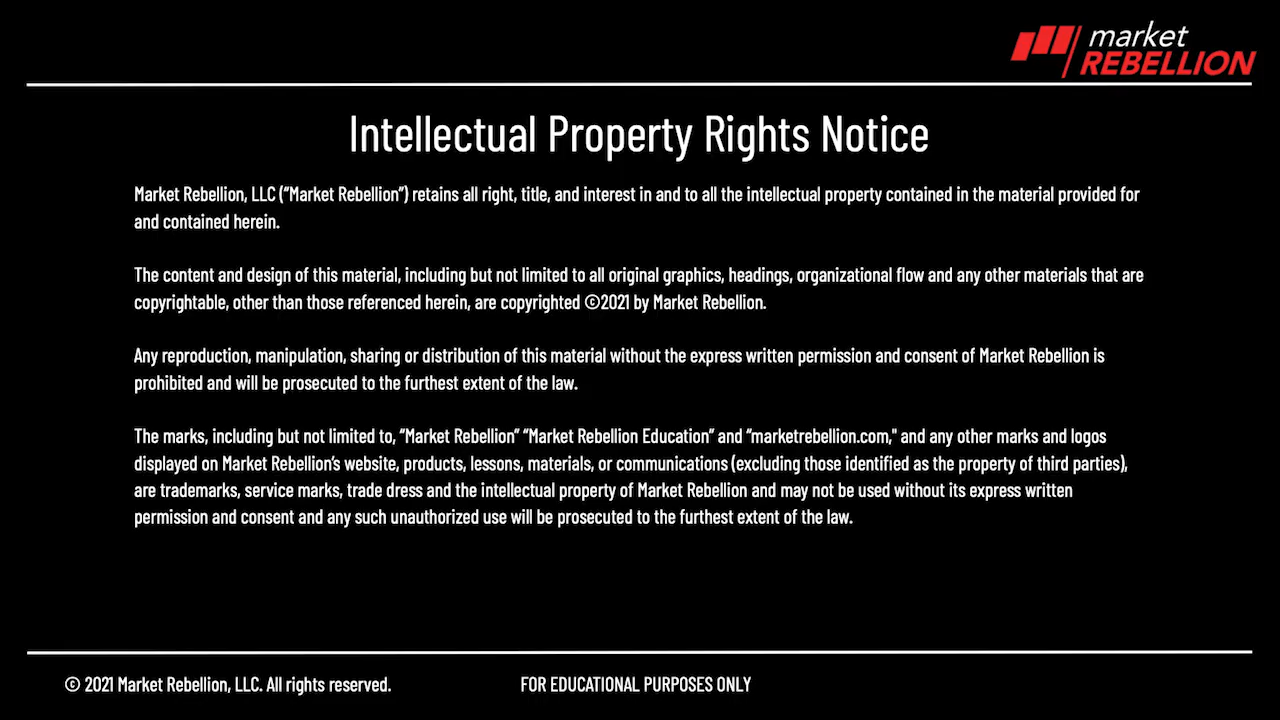 market
REBELLION
Intellectual Property Rights Notice
Market Rebellion, LLC (“Market Rebellion”) retains all right, title, and interest in and to all the intellectual property contained in the material provided for
and contained herein.
The content and design of this material, including but not limited to all original graphics, headings, organizational flow and any other materials that are
copyrightable, other than those referenced herein, are copyrighted ©2021 by Market Rebellion.
Any reproduction, manipulation, sharing or distribution of this material without the express written permission and consent of Market Rebellion is
prohibited and will be prosecuted to the furthest extent of the law.
The marks, including but not limited to, “Market Rebellion” “Market Rebellion Education” and “marketrebellion.com," and any other marks and logos
displayed on Market Rebellion’s website, products, lessons, materials, or communications (excluding those identified as the property of third parties),
are trademarks, service marks, trade dress and the intellectual property of Market Rebellion and may not be used without its express written
permission and consent and any such unauthorized use will be prosecuted to the furthest extent of the law.
© 2021 Market Rebellion, LLC. All rights reserved.
FOR EDUCATIONAL PURPOSES ONLY